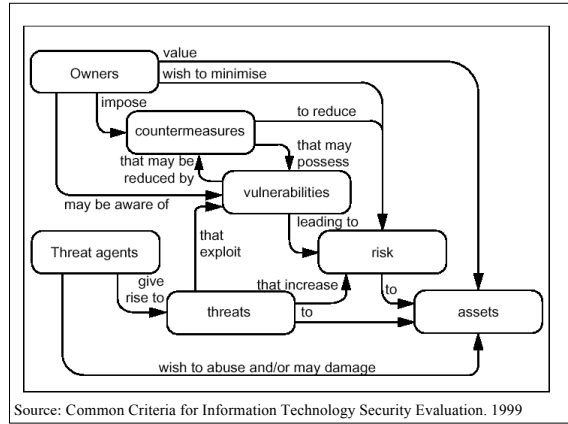 value
Owners
wish to minimise
impose
to reduce
countermeasures
that may be
reduced by
that may
possess
vulnerabilities
may be aware of
leading to
that
exploit
Threat agents
risk
give
rise to
that increase
to
threats
to
assets
wish to abuse and/or may damage
Source: Common Criteria for Information Technology Security Evaluation. 1999